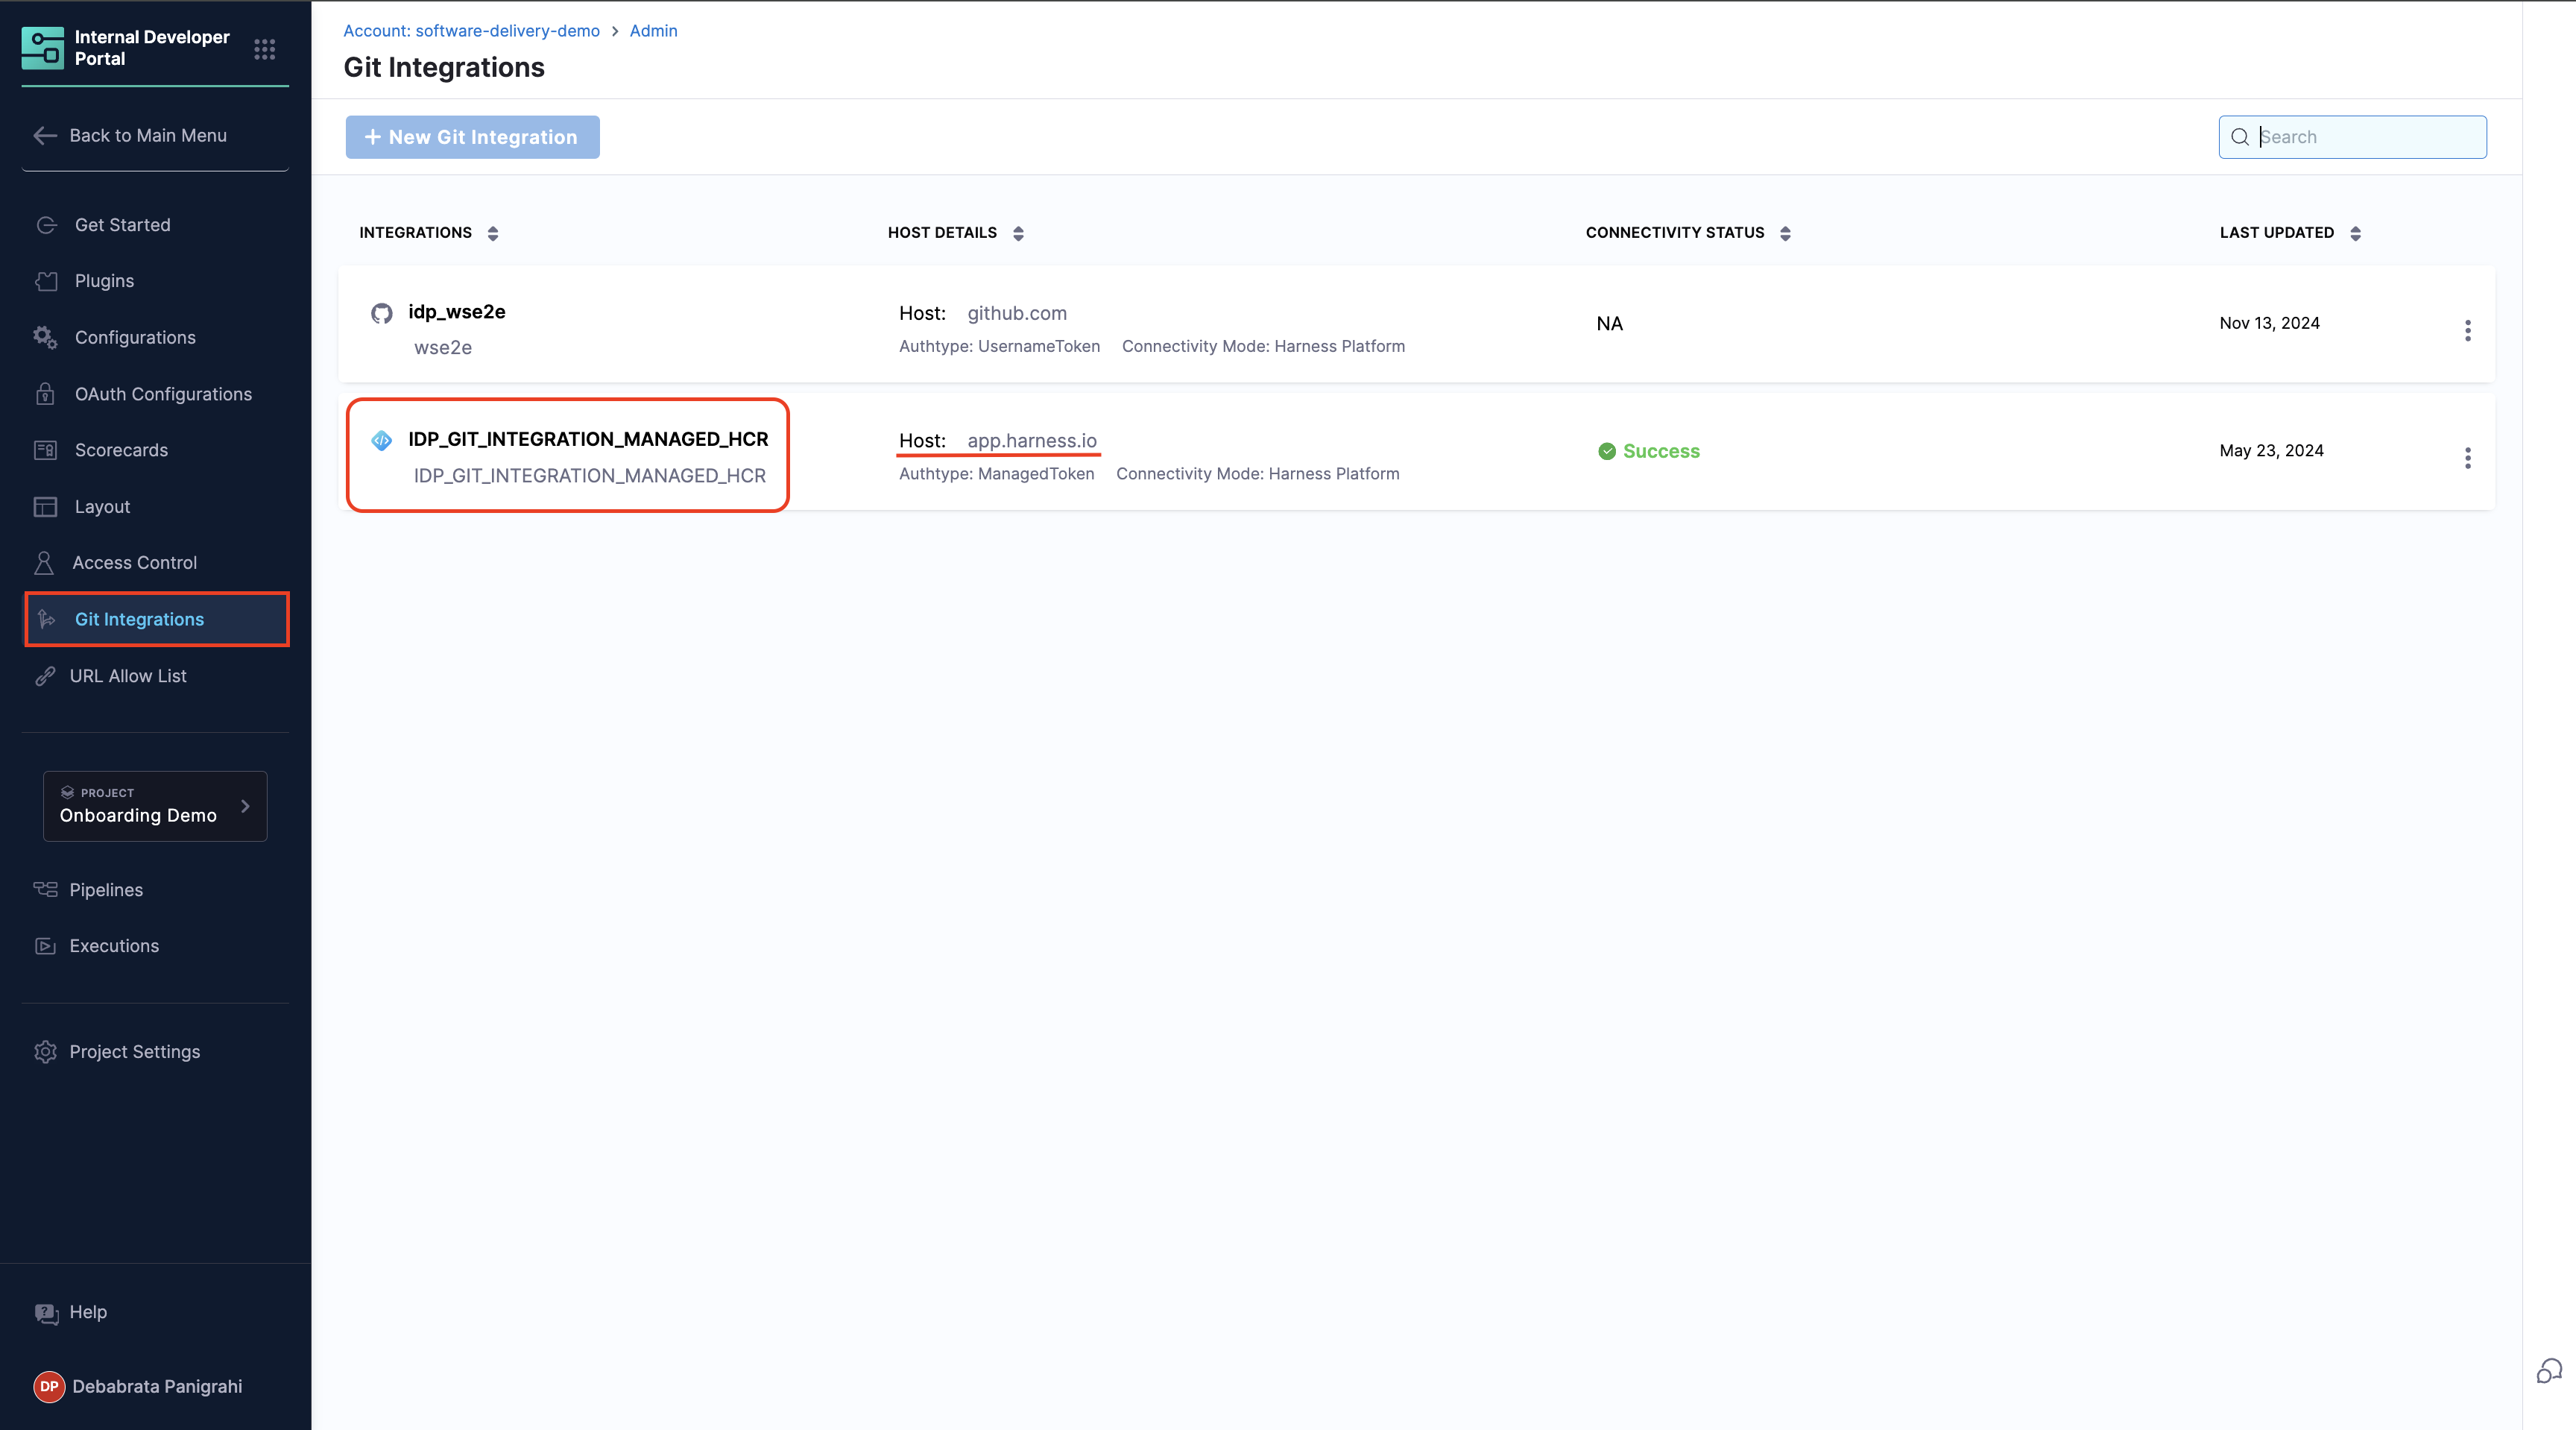 Internal Developer
Portal
Back to Main Menu
Get Started
Plugins
Configurations
OAuth Configurations
Scorecards
Layout
Access Control
Git Integrations
URL Allow List
PROJECT
Onboarding Demo
Pipelines
Executions
Project Settings
Help
DP Debabrata Panigrahi
Account: software-delivery-demo > Admin
Git Integrations
+ New Git Integration
Search
INTEGRATIONS HOST DETAILS CONNECTIVITY STATUS LAST UPDATED
idp_wse2e
wse2e
Host: github.com
Authtype: UsernameToken Connectivity Mode: Harness Platform
NA
Nov 13, 2024
IDP_GIT_INTEGRATION_MANAGED_HCR
IDP_GIT_INTEGRATION_MANAGED_HCR
Host: app.harness.io
Authtype: ManagedToken Connectivity Mode: Harness Platform
Success
May 23, 2024